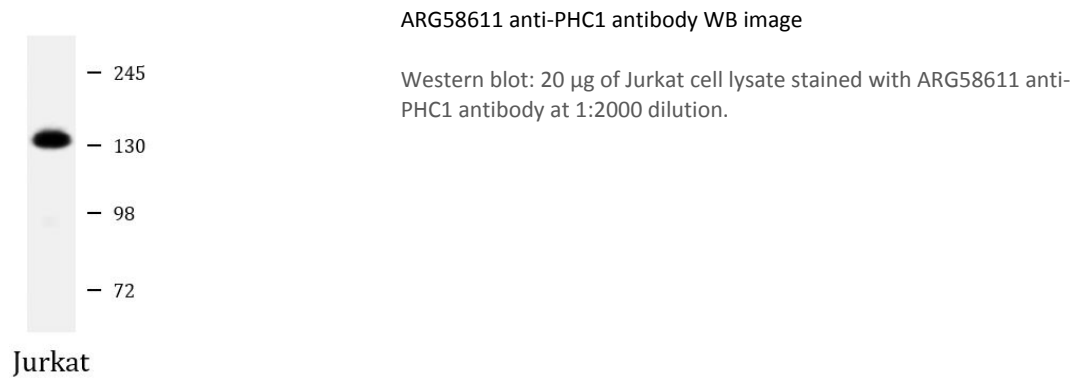 ARG58611 anti-PHC1 antibody WB image
Western blot: 20 µg of Jurkat cell lysate stained with ARG58611 anti-
PHC1 antibody at 1:2000 dilution.
245
130
98
72
Jurkat